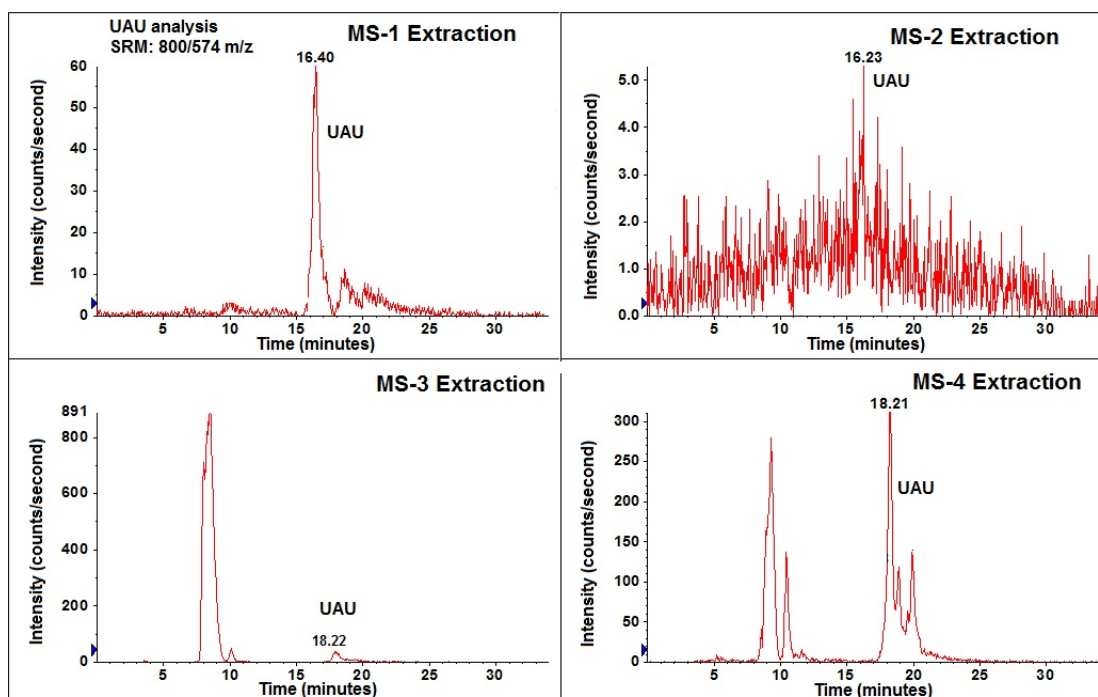 UAU analysis
SRM: 800/574 m/z
MS-1 Extraction
16.40
UAU
Intensity (counts/second)
60
50
40
30
20
10
0
10
20
30
Time (minutes)
MS-2 Extraction
16.23
UAU
Intensity (counts/second)
5.0
4.0
3.0
2.0
1.0
0.0
5
10
15
20
25
30
Time (minutes)
MS-3 Extraction
UAU
18.22
Intensity (counts/second)
891
800
600
400
200
0
5
10
15
20
25
30
Time (minutes)
MS-4 Extraction
18.21
UAU
Intensity (counts/second)
300
250
200
150
100
50
0
5
10
15
20
25
30
Time (minutes)